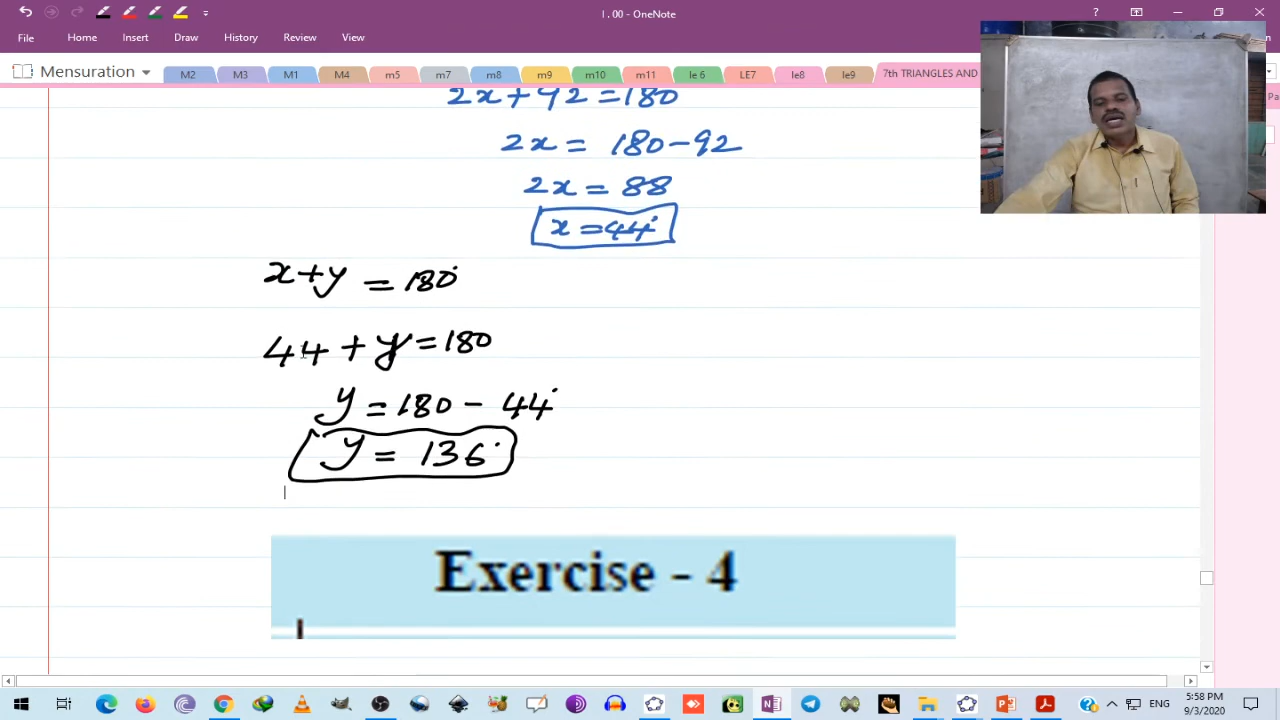 1.00 - OneNote
File Home Insert Draw History Review View
Mensuration M2 M3 M1 M4 m5 m7 m8 m9 m10 m11 le 6 LE7 le8 le9 7th TRIANGLES AND
Pa
2x + 92 = 180
2x = 180 - 92
2x = 88
x = 44°
x+y = 180°
44 + y = 180
y = 180 - 44°
y = 136°
Exercise - 4
ENG
5:58 PM
9/3/2020